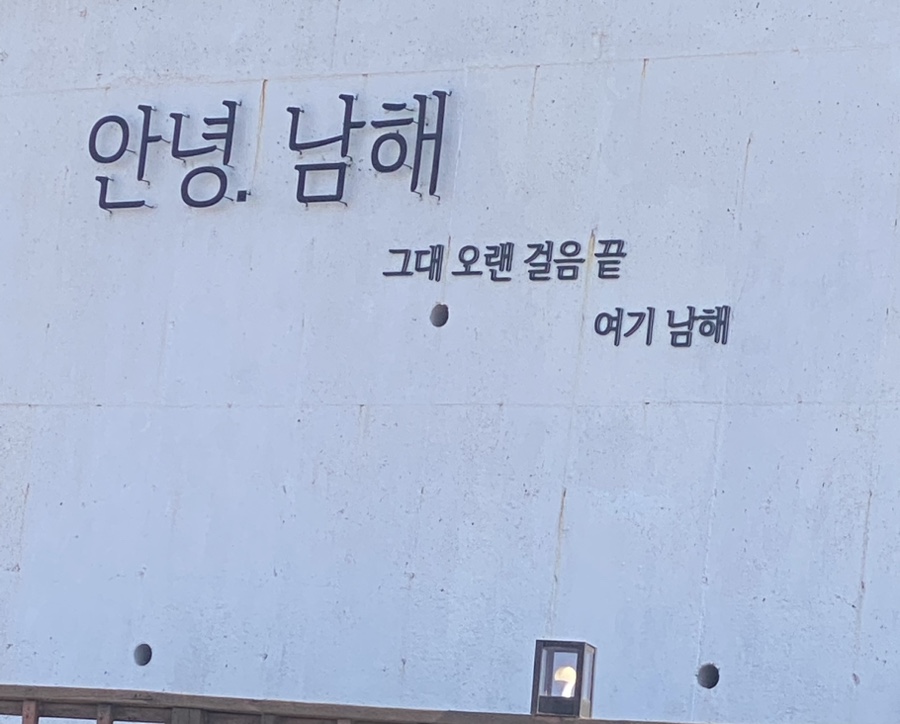 안녕. 남해
그대 오랜 걸음 끝
여기 남해